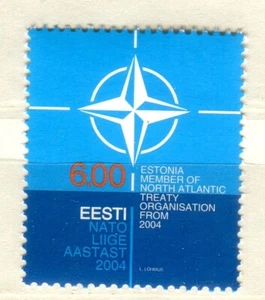 6.00
ESTONIA
MEMBER OF
NORTH ATLANTIC
TREATY
ORGANISATION
FROM
2004
EESTI
NATO
LIIGE
AASTAST
2004